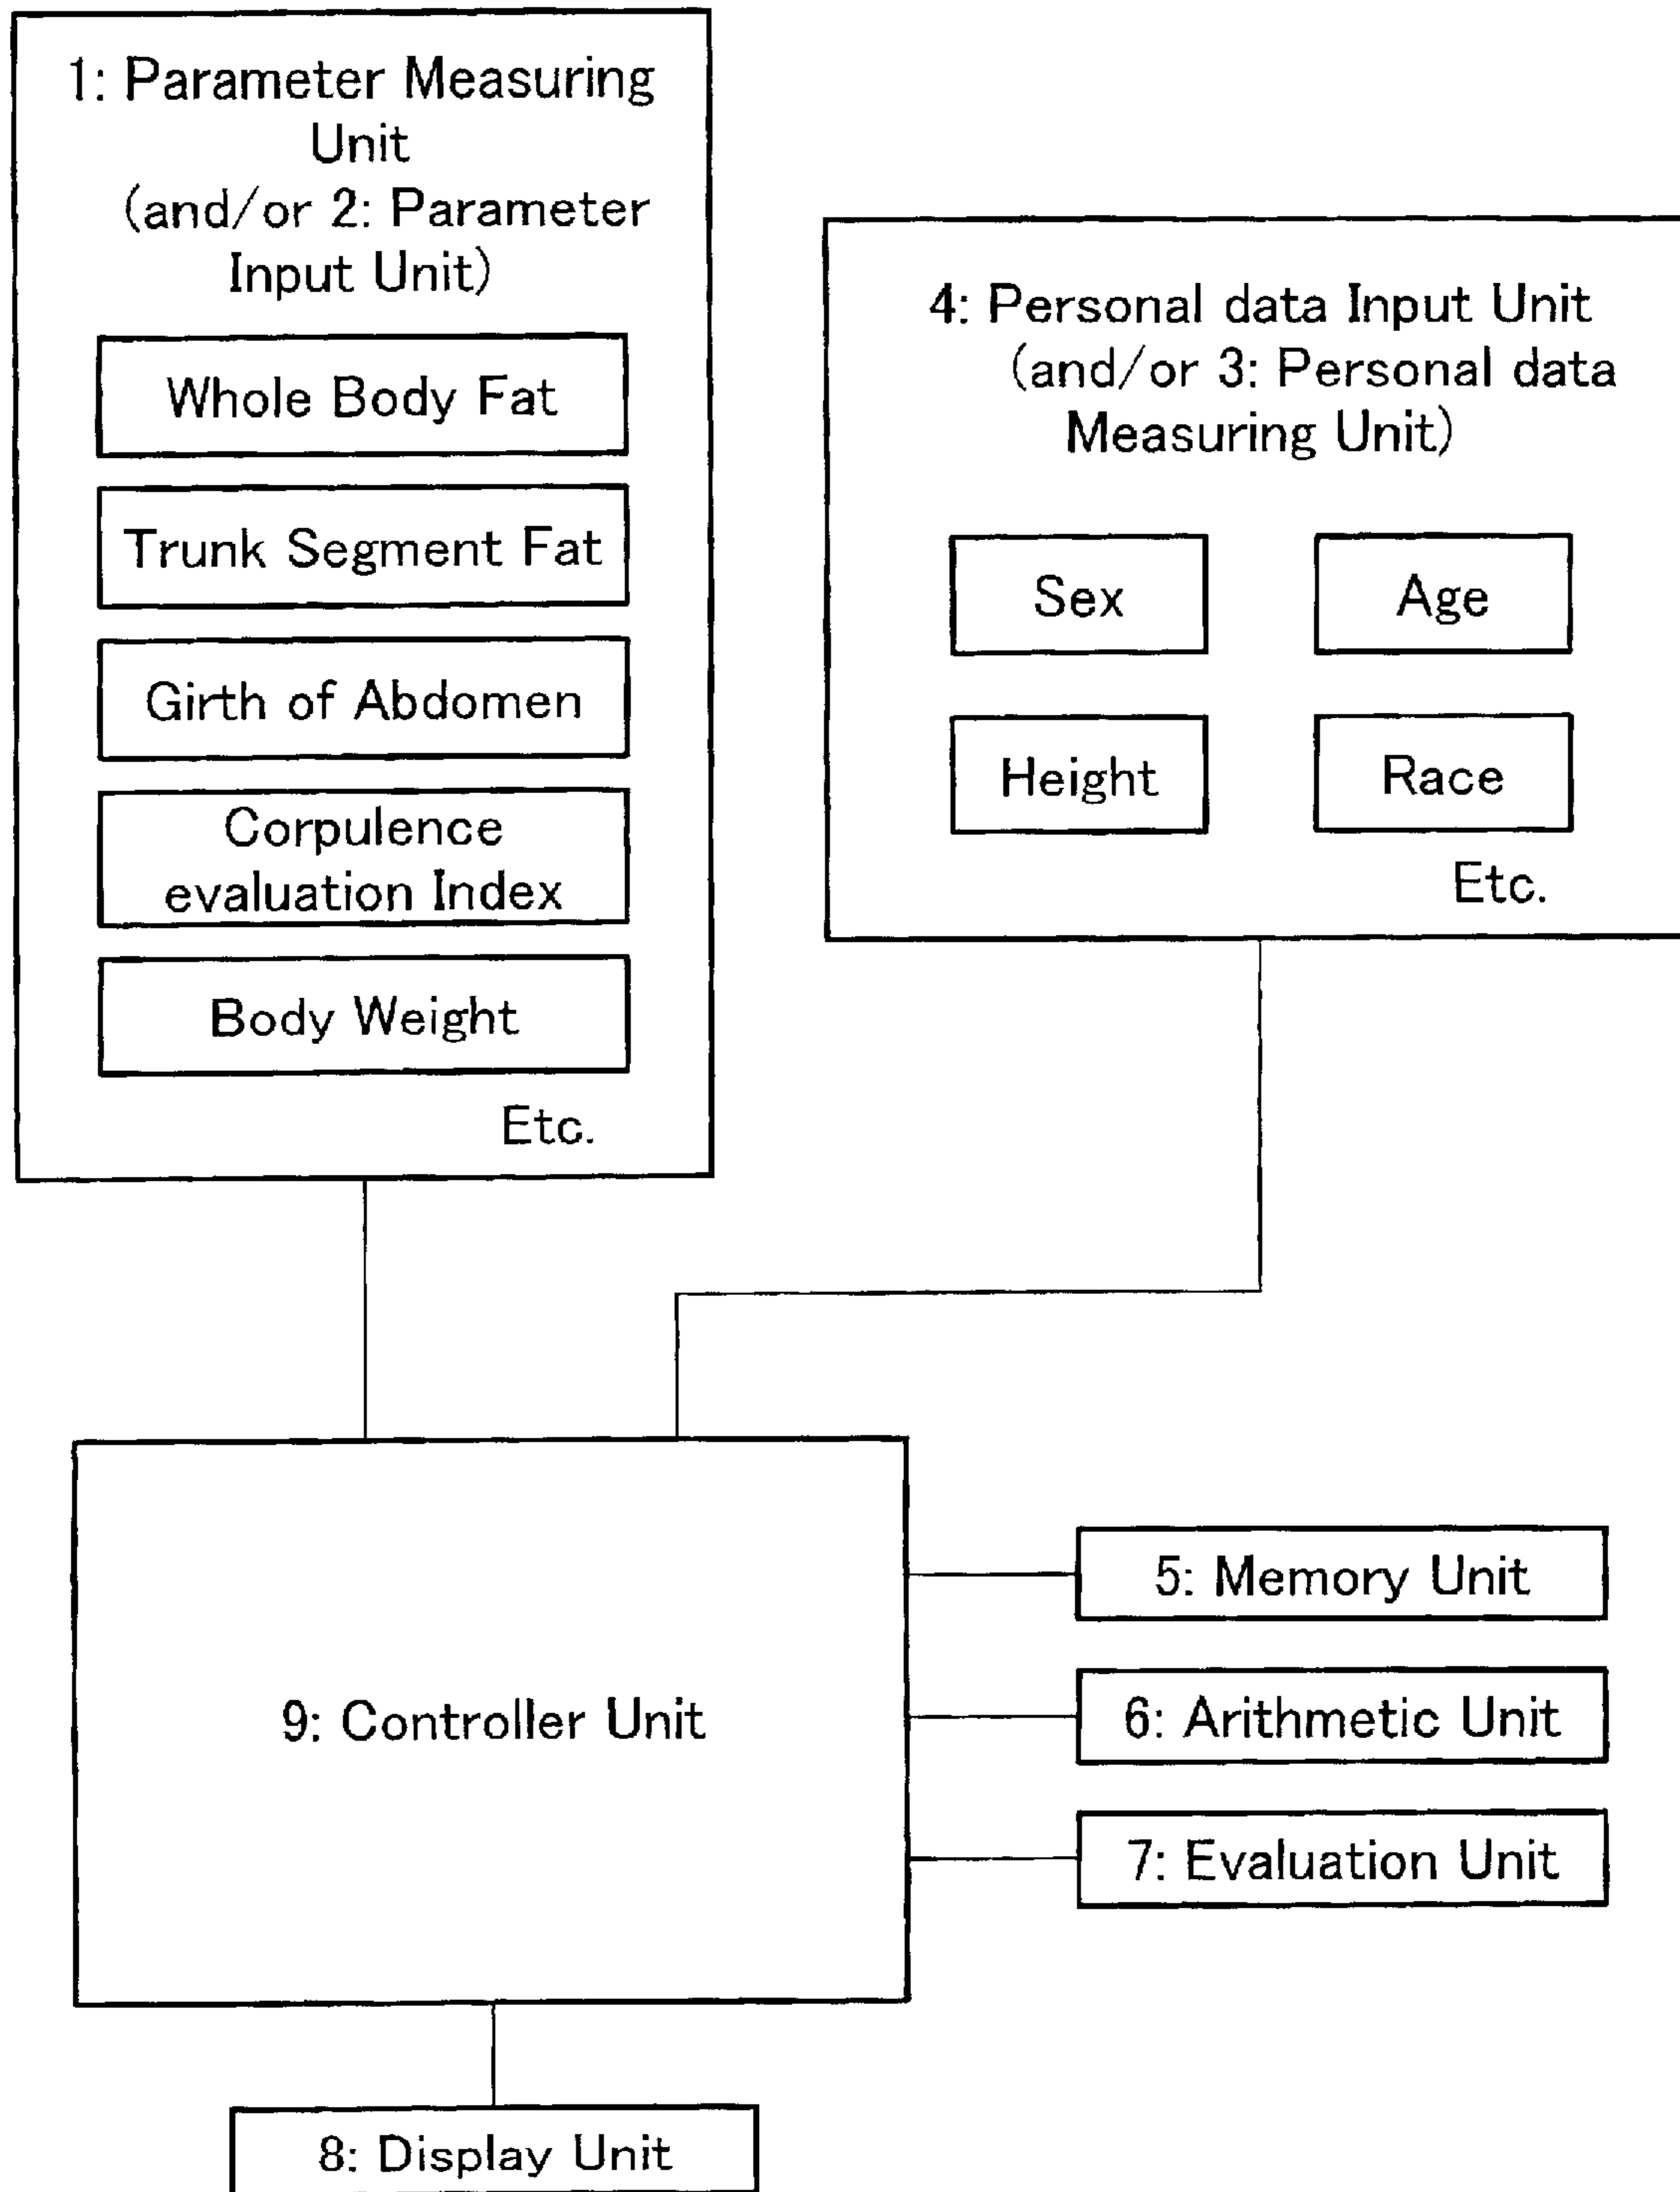 1: Parameter Measuring
Unit
(and/or 2: Parameter
Input Unit)
Whole Body Fat
Trunk Segment Fat
Girth of Abdomen
Corpulence
evaluation Index
Body Weight
Etc.
4: Personal data Input Unit
(and/or 3: Personal data
Measuring Unit)
Sex
Age
Height
Race
Etc.
9: Controller Unit
5: Memory Unit
6: Arithmetic Unit
7: Evaluation Unit
8: Display Unit